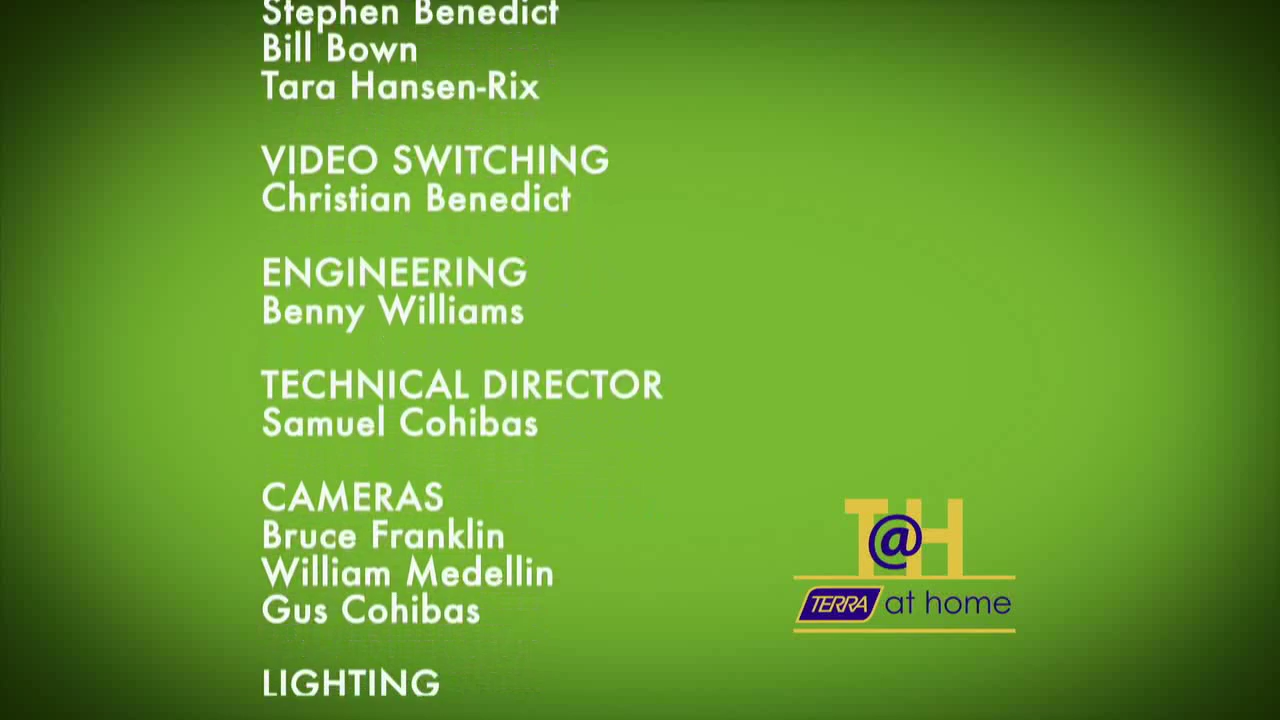 Stephen Benedict
Bill Bown
Tara Hansen-Rix
VIDEO SWITCHING
Christian Benedict
ENGINEERING
Benny Williams
TECHNICAL DIRECTOR
Samuel Cohibas
CAMERAS
Bruce Franklin
William Medellin
Gus Cohibas
LIGHTING
T@H
TERRA at home